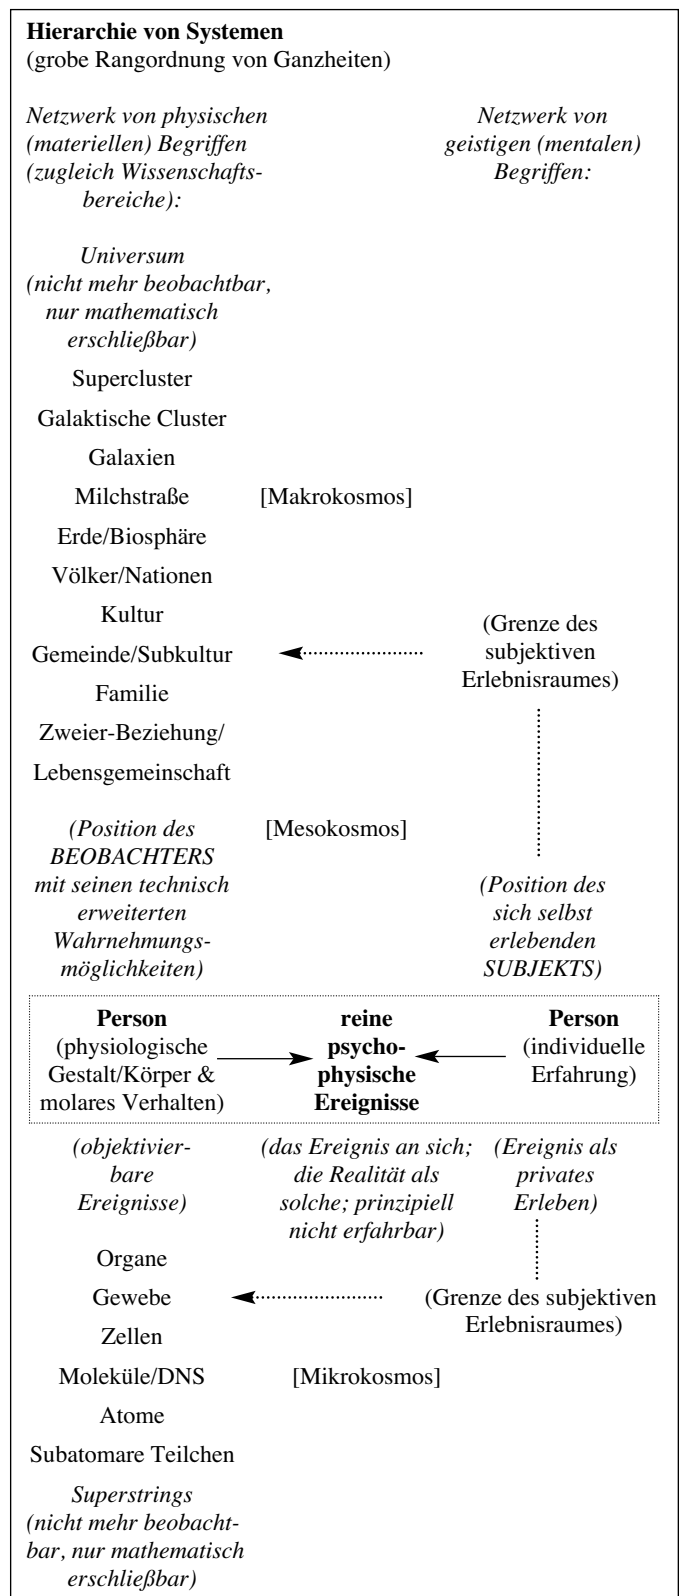 Hierarchie von Systemen
(grobe Rangordnung von Ganzheiten)
Netzwerk von physischen
(materiellen) Begriffen
(zugleich Wissenschafts-
bereiche):
Netzwerk von
geistigen (mentalen)
Begriffen:
Universum
(nicht mehr beobachtbar,
nur mathematisch
erschließbar)
Supercluster
Galaktische Cluster
Galaxien
Milchstraße [Makrokosmos]
Erde/Biosphäre
Völker/Nationen
Kultur
Gemeinde/Subkultur
(Grenze des
subjektiven
Erlebnisraumes)
Familie
Zweier-Beziehung/
Lebensgemeinschaft
(Position des
BEOBACHTERS
mit seinen technisch
erweiterten
Wahrnehmungs-
möglichkeiten)
[Mesokosmos]
(Position des
sich selbst
erlebenden
SUBJEKTS)
Person
(physiologische
Gestalt/Körper &
molares Verhalten)
reine
psycho-
physische
Ereignisse
Person
(individuelle
Erfahrung)
(objektivier-
bare
Ereignisse)
(das Ereignis an sich;
die Realität als
solche; prinzipiell
nicht erfahrbar)
(Ereignis als
privates
Erleben)
Organe
Gewebe
(Grenze des subjektiven
Erlebnisraumes)
Zellen
Moleküle/DNS [Mikrokosmos]
Atome
Subatomare Teilchen
Superstrings
(nicht mehr beobacht-
bar, nur mathematisch
erschließbar)